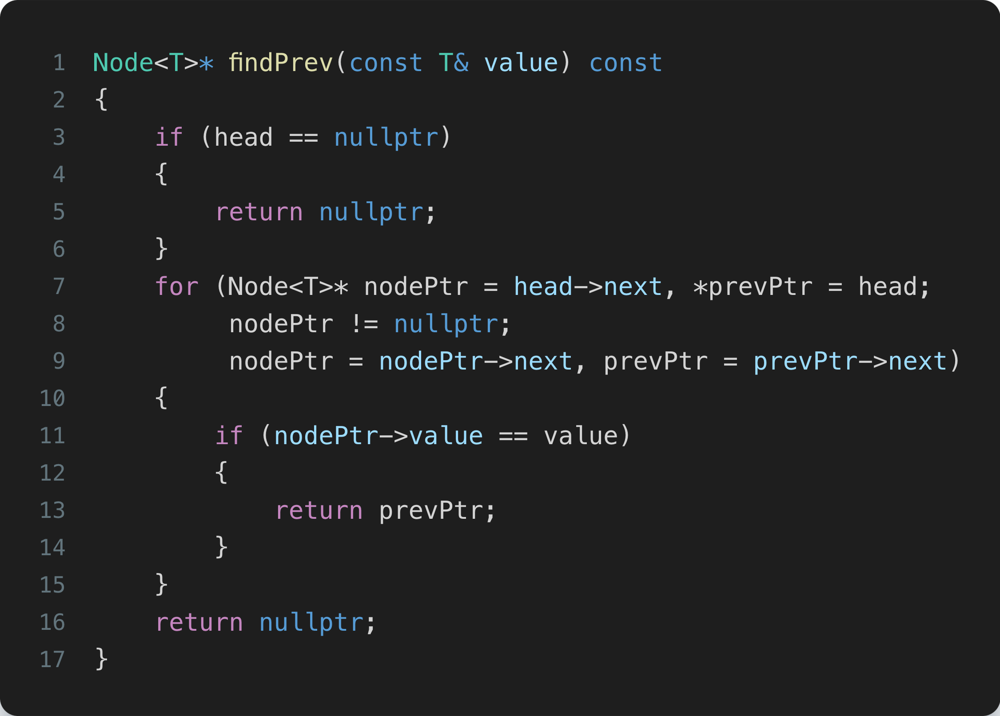 1 Node<T>* findPrev(const T& value) const
2 {
3     if (head == nullptr)
4     {
5         return nullptr;
6     }
7     for (Node<T>* nodePtr = head->next, *prevPtr = head;
8          nodePtr != nullptr;
9          nodePtr = nodePtr->next, prevPtr = prevPtr->next)
10     {
11         if (nodePtr->value == value)
12         {
13             return prevPtr;
14         }
15     }
16     return nullptr;
17 }